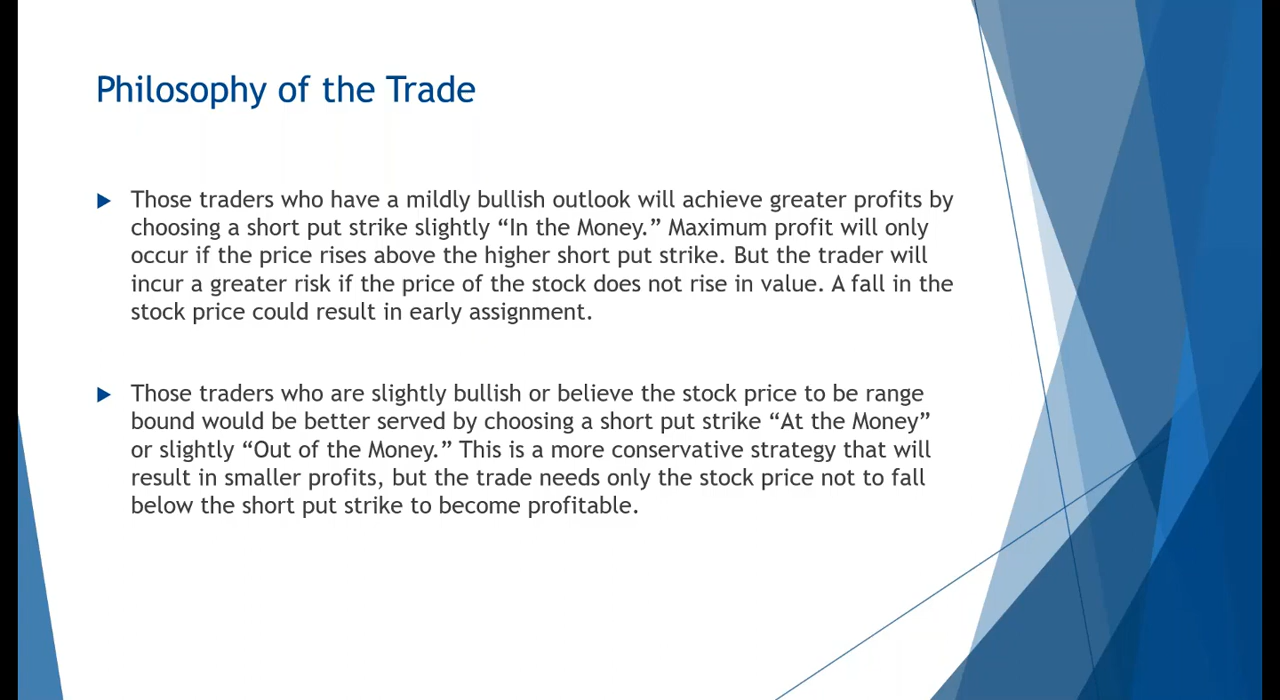 Philosophy of the Trade
Those traders who have a mildly bullish outlook will achieve greater profits by
choosing a short put strike slightly “In the Money.” Maximum profit will only
occur if the price rises above the higher short put strike. But the trader will
incur a greater risk if the price of the stock does not rise in value. A fall in the
stock price could result in early assignment.
Those traders who are slightly bullish or believe the stock price to be range
bound would be better served by choosing a short put strike “At the Money”
or slightly “Out of the Money.” This is a more conservative strategy that will
result in smaller profits, but the trade needs only the stock price not to fall
below the short put strike to become profitable.